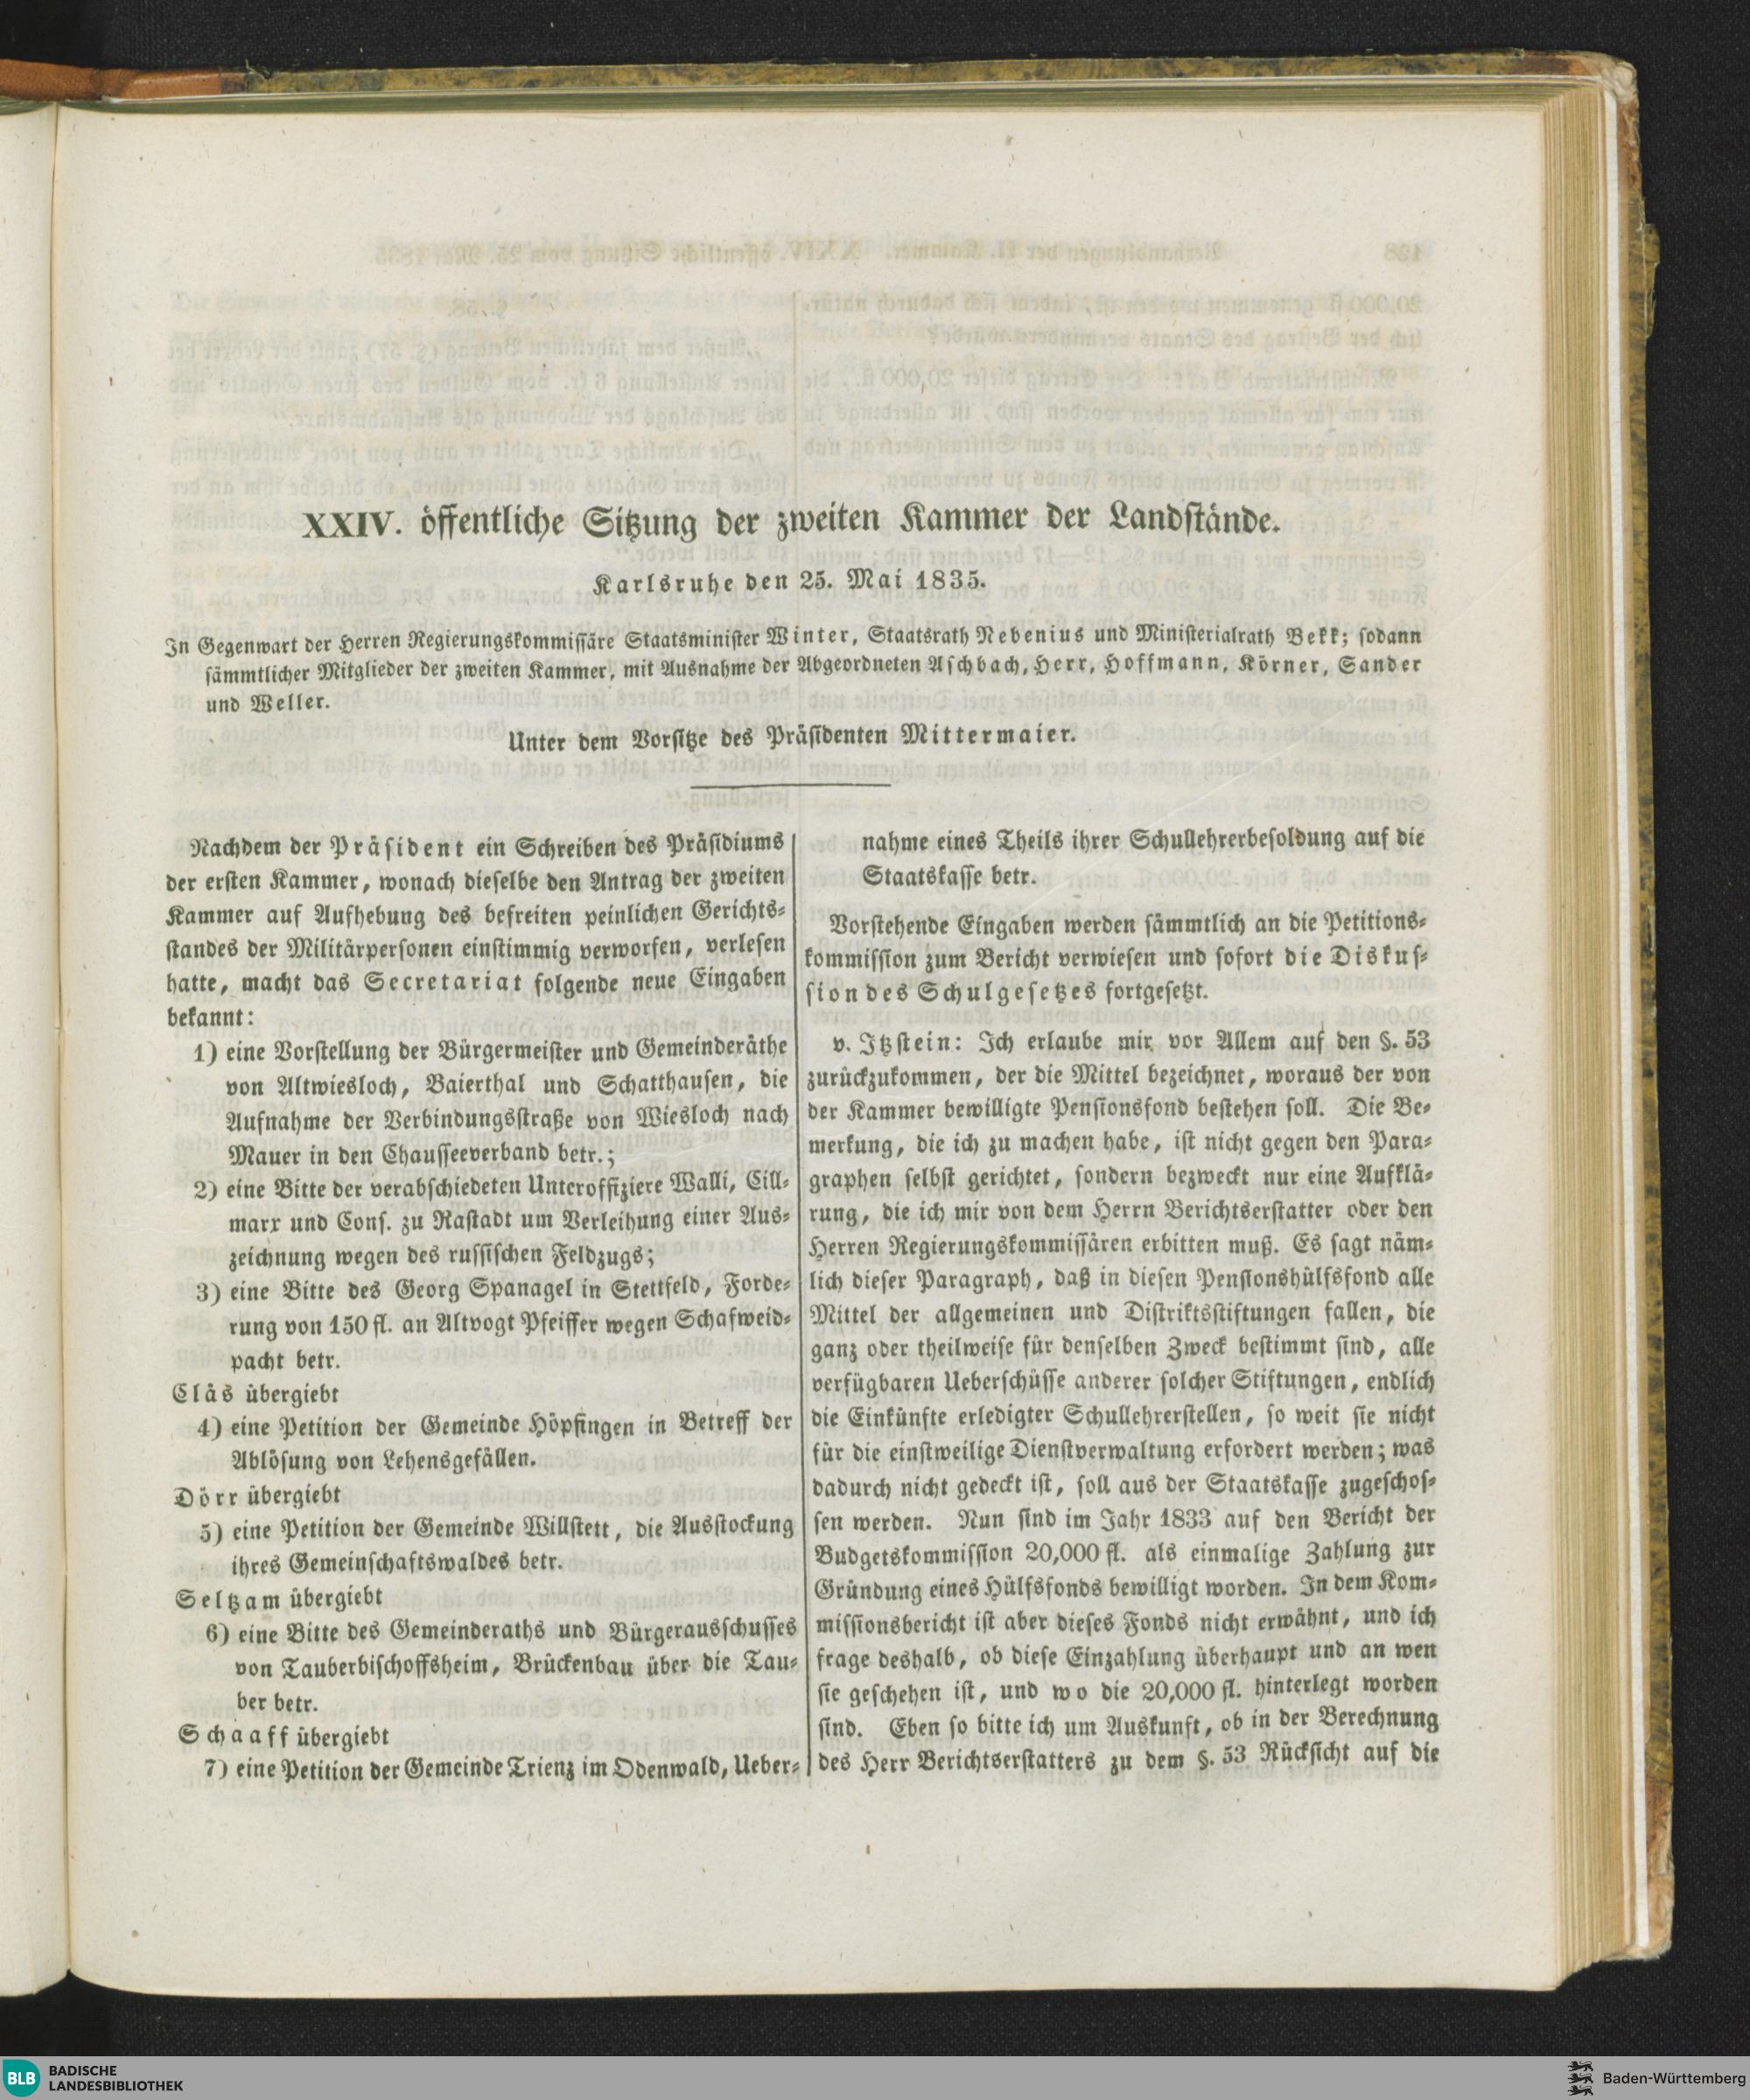 XXIV. öffentliche Sitzung der zweiten Kammer der Landstände.
Karlsruhe den 25. Mai 1835.
In Gegenwart der Herren Regierungskommissäre Staatsminister Winter, Staatsrath Nebenius und Ministerialrath Bekk; sodann
sämmtlicher Mitglieder der zweiten Kammer, mit Ausnahme der Abgeordneten Aschbach, Herr, Hoffmann, Körner, Sander
und Weller.
Unter dem Vorsitze des Präsidenten Mittermaier.
Nachdem der Präsident ein Schreiben des Präsidiums
der ersten Kammer, wonach dieselbe den Antrag der zweiten
Kammer auf Aufhebung des befreiten peinlichen Gerichts-
standes der Militärpersonen einstimmig verworfen, verlesen
hatte, macht das Secretariat folgende neue Eingaben
bekannt:
1) eine Vorstellung der Bürgermeister und Gemeinderäthe
von Altwiesloch, Baierthal und Schatthausen, die
Aufnahme der Verbindungsstraße von Wiesloch nach
Mauer in den Chausseeverband betr.;
2) eine Bitte der verabschiedeten Unteroffiziere Walli, Cill-
marx und Cons. zu Rastadt um Verleihung einer Aus-
zeichnung wegen des russischen Feldzugs;
3) eine Bitte des Georg Spanagel in Stettfeld, Forde-
rung von 150 fl. an Altvogt Pfeiffer wegen Schafweid-
pacht betr.
Cläs übergiebt
4) eine Petition der Gemeinde Höpfingen in Betreff der
Ablösung von Lehensgefällen.
Dörr übergiebt
5) eine Petition der Gemeinde Willstett, die Ausstockung
ihres Gemeinschaftswaldes betr.
Seltzam übergiebt
6) eine Bitte des Gemeinderaths und Bürgerausschusses
von Tauberbischoffsheim, Brückenbau über die Tau-
ber betr.
Schaaff übergiebt
7) eine Petition der Gemeinde Trienz im Odenwald, Ueber-
nahme eines Theils ihrer Schullehrerbesoldung auf die
Staatskasse betr.
Vorstehende Eingaben werden sämmtlich an die Petitions-
kommission zum Bericht verwiesen und sofort die Diskus-
sion des Schulgesetzes fortgesetzt.
v. Itzstein: Ich erlaube mir vor Allem auf den §. 53
zurückzukommen, der die Mittel bezeichnet, woraus der von
der Kammer bewilligte Pensionsfond bestehen soll. Die Be-
merkung, die ich zu machen habe, ist nicht gegen den Para-
graphen selbst gerichtet, sondern bezweckt nur eine Aufklä-
rung, die ich mir von dem Herrn Berichtserstatter oder den
Herren Regierungskommissären erbitten muß. Es sagt näm-
lich dieser Paragraph, daß in diesen Pensionshülfsfond alle
Mittel der allgemeinen und Distriktsstiftungen fallen, die
ganz oder theilweise für denselben Zweck bestimmt sind, alle
verfügbaren Ueberschüsse anderer solcher Stiftungen, endlich
die Einkünfte erledigter Schullehrerstellen, so weit sie nicht
für die einstweilige Dienstverwaltung erfordert werden; was
dadurch nicht gedeckt ist, soll aus der Staatskasse zugeschos-
sen werden. Nun sind im Jahr 1833 auf den Bericht der
Budgetskommission 20,000 fl. als einmalige Zahlung zur
Gründung eines Hülfsfonds bewilligt worden. In dem Kom-
missionsbericht ist aber dieses Fonds nicht erwähnt, und ich
frage deshalb, ob diese Einzahlung überhaupt und an wen
sie geschehen ist, und wo die 20,000 fl. hinterlegt worden
sind. Eben so bitte ich um Auskunft, ob in der Berechnung
des Herr Berichtserstatters zu dem §. 53 Rücksicht auf die
BLB BADISCHE
LANDESBIBLIOTHEK
Baden-Württemberg